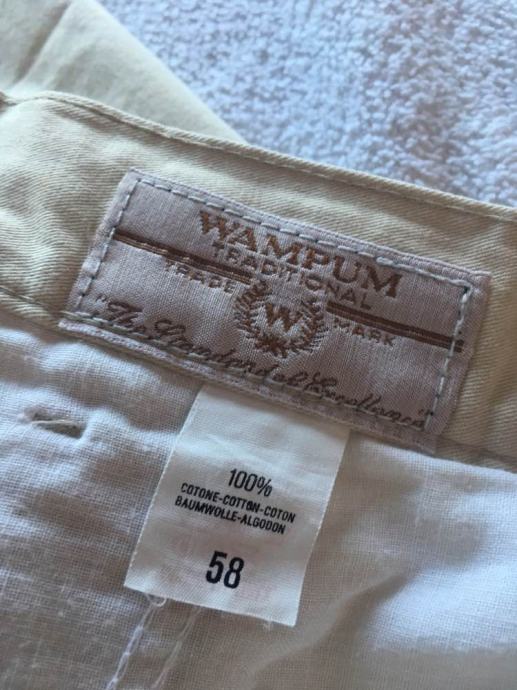 WAMPUM
TRADITIONAL
TRADE W MARK
"The Standard of Excellence"
100%
COTONE-COTTON-COTON
BAUMWOLLE-ALGODON
58